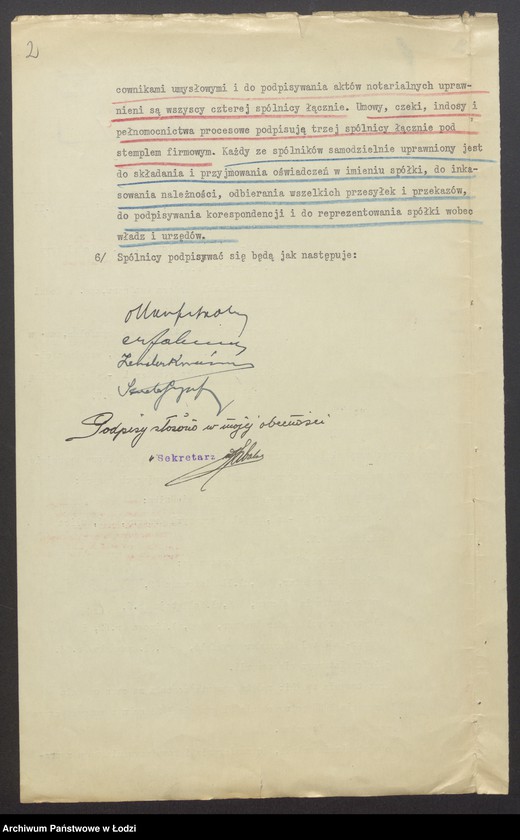 2
cownikami umysłowymi i do podpisywania aktów notarialnych upraw-
nieni są wszyscy czterej spólnicy łącznie. Umowy, czeki, indosy i
pełnomocnictwa procesowe podpisują trzej spólnicy łącznie pod
stemplem firmowym. Każdy ze spólników samodzielnie uprawniony jest
do składania i przyjmowania oświadczeń w imieniu spółki, do inka-
sowania należności, odbierania wszelkich przesyłek i przekazów,
do podpisywania korespondencji i do reprezentowania spółki wobec
władz i urzędów.
6/ Spólnicy podpisywać się będą jak następuje:
Podpisy złożono w mojej obecności
Sekretarz
Archiwum Państwowe w Łodzi